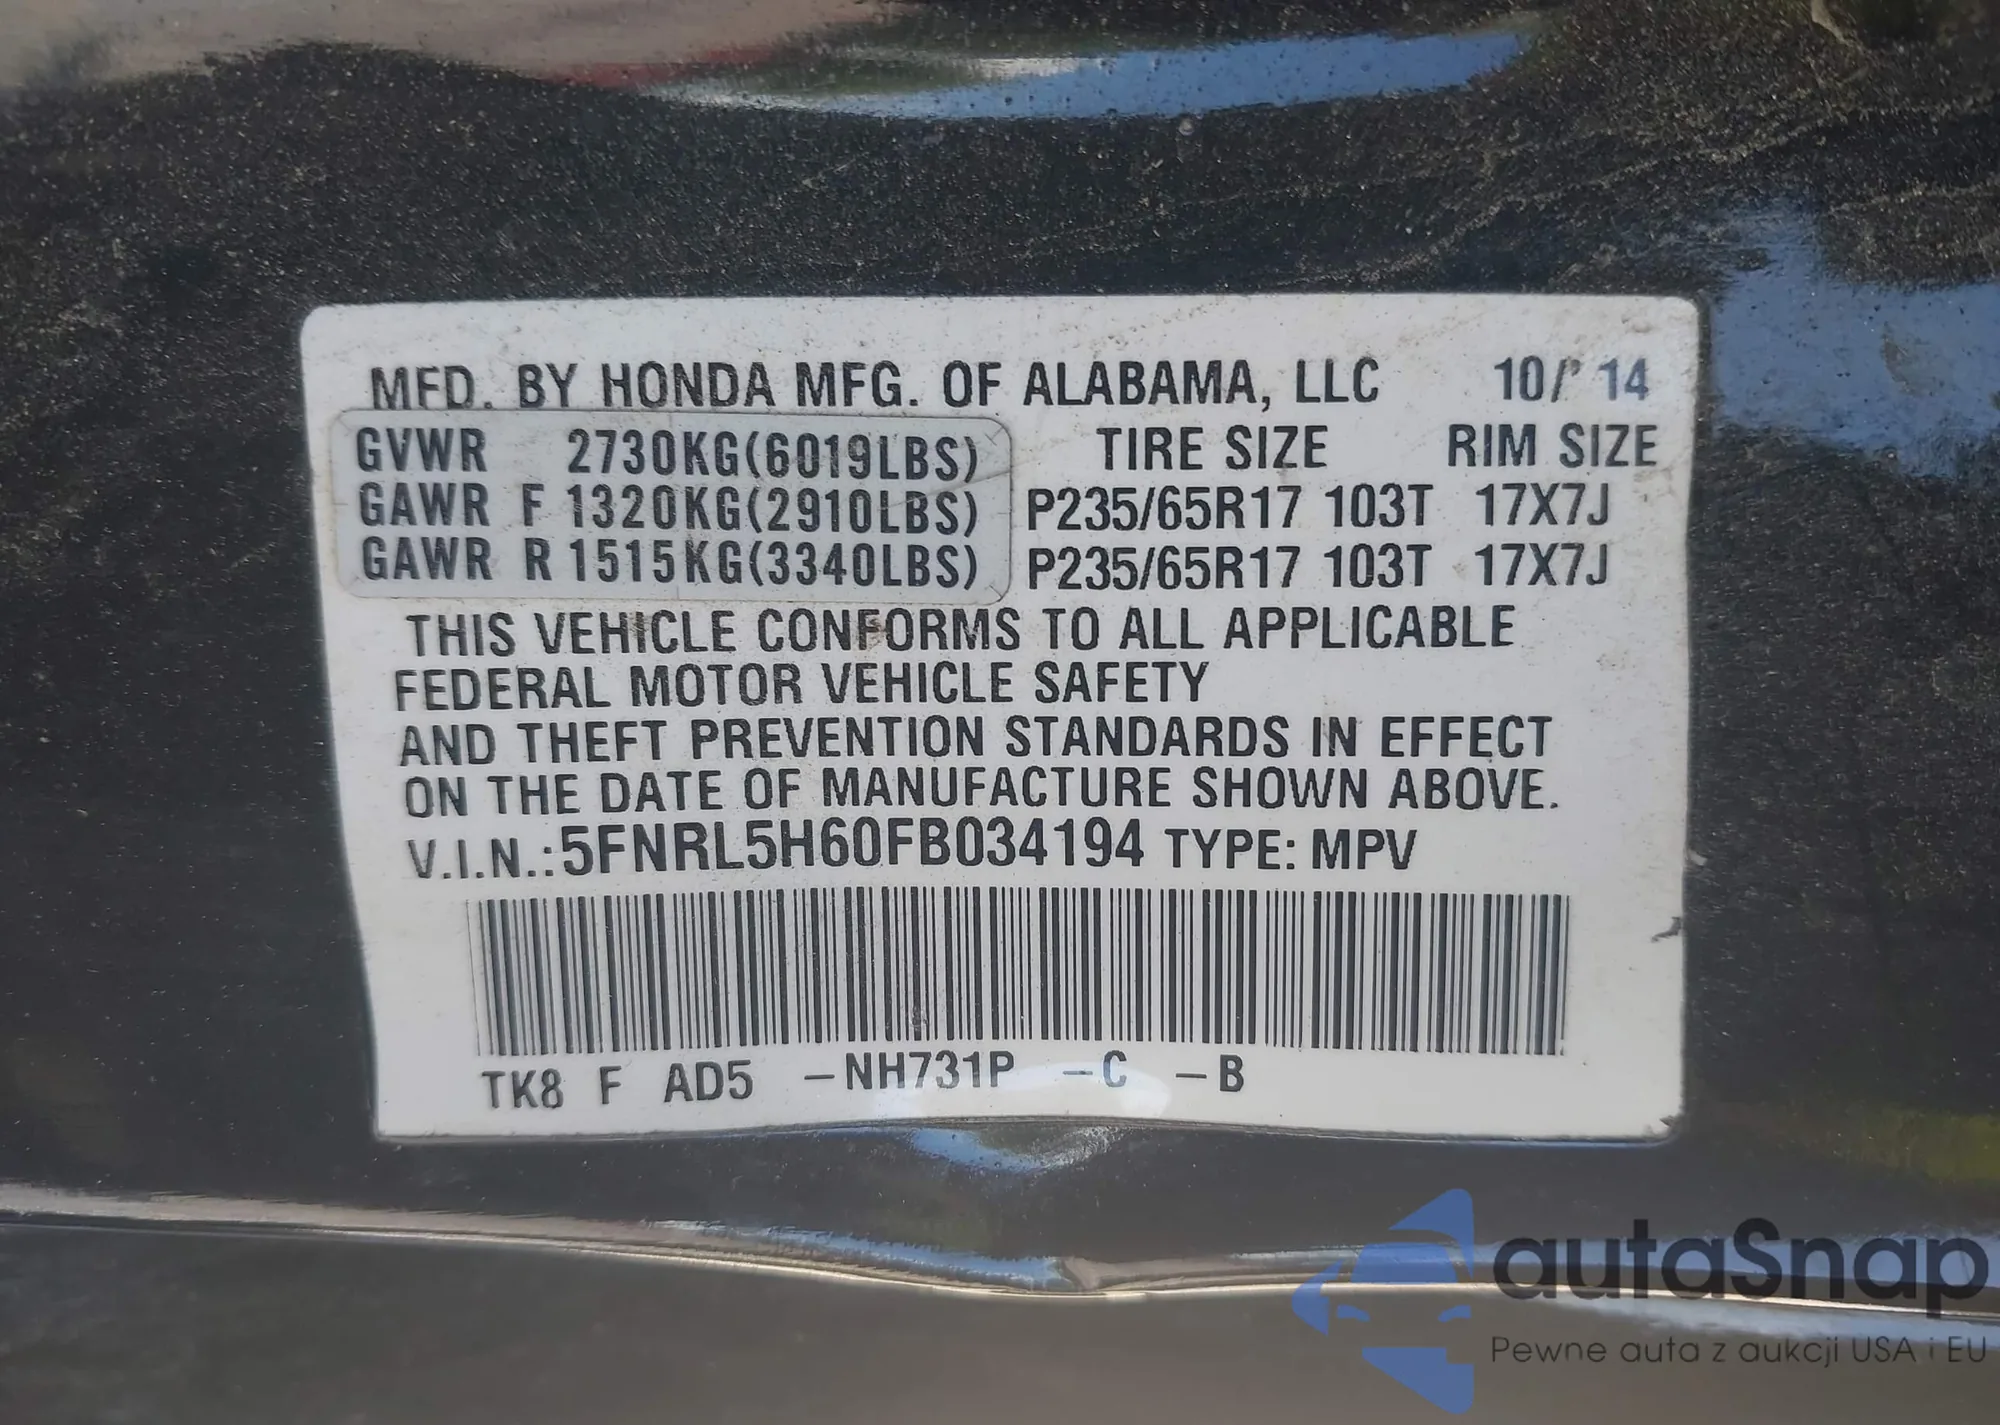 MFD. BY HONDA MFG. OF ALABAMA, LLC 10/ 14
GVWR 2730KG(6019LBS) TIRE SIZE RIM SIZE
GAWR F 1320KG(2910LBS) P235/65R17 103T 17X7J
GAWR R 1515KG(3340LBS) P235/65R17 103T 17X7J
THIS VEHICLE CONFORMS TO ALL APPLICABLE
FEDERAL MOTOR VEHICLE SAFETY
AND THEFT PREVENTION STANDARDS IN EFFECT
ON THE DATE OF MANUFACTURE SHOWN ABOVE.
V.I.N.:5FNRL5H60FB034194 TYPE: MPV
TK8 F AD5 -NH731P -C -B
autaSnap
Pewne auta z aukcji USA i EU